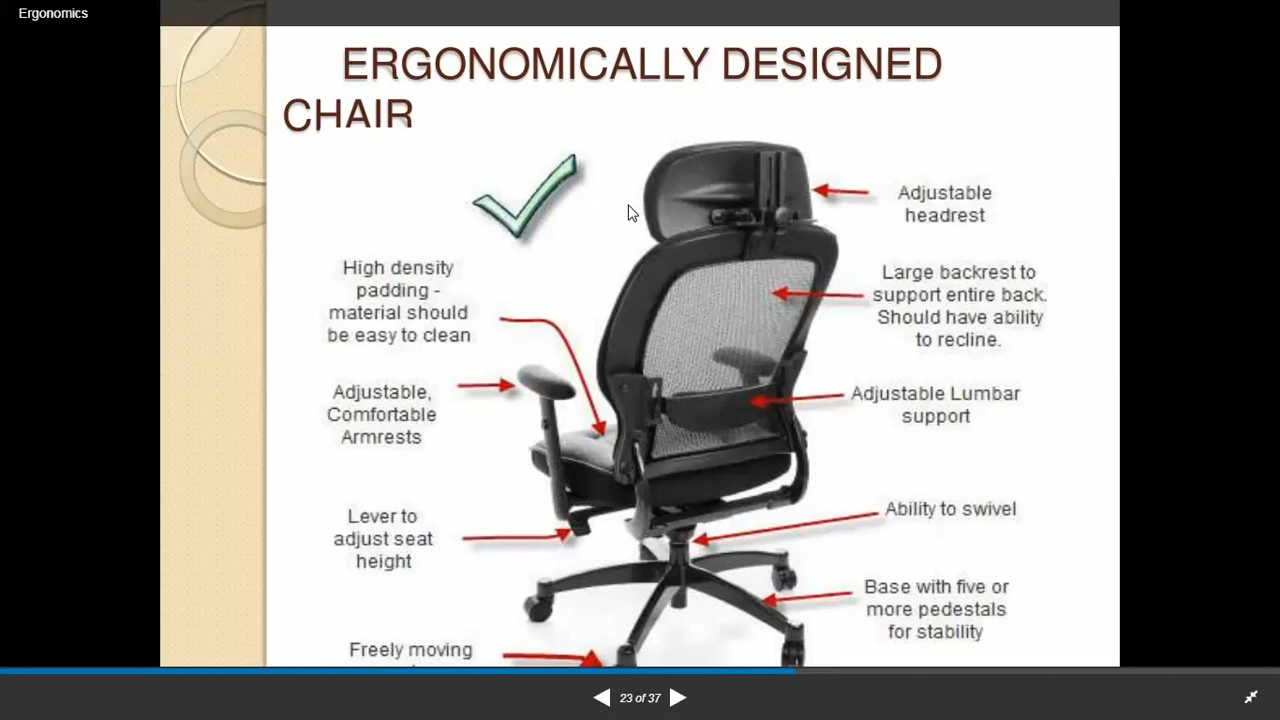 Ergonomics
ERGONOMICALLY DESIGNED
CHAIR
Adjustable
headrest
High density
padding -
material should
be easy to clean
Large backrest to
support entire back.
Should have ability
to recline.
Adjustable,
Comfortable
Armrests
Adjustable Lumbar
support
Lever to
adjust seat
height
Ability to swivel
Base with five or
more pedestals
for stability
Freely moving
23 of 37